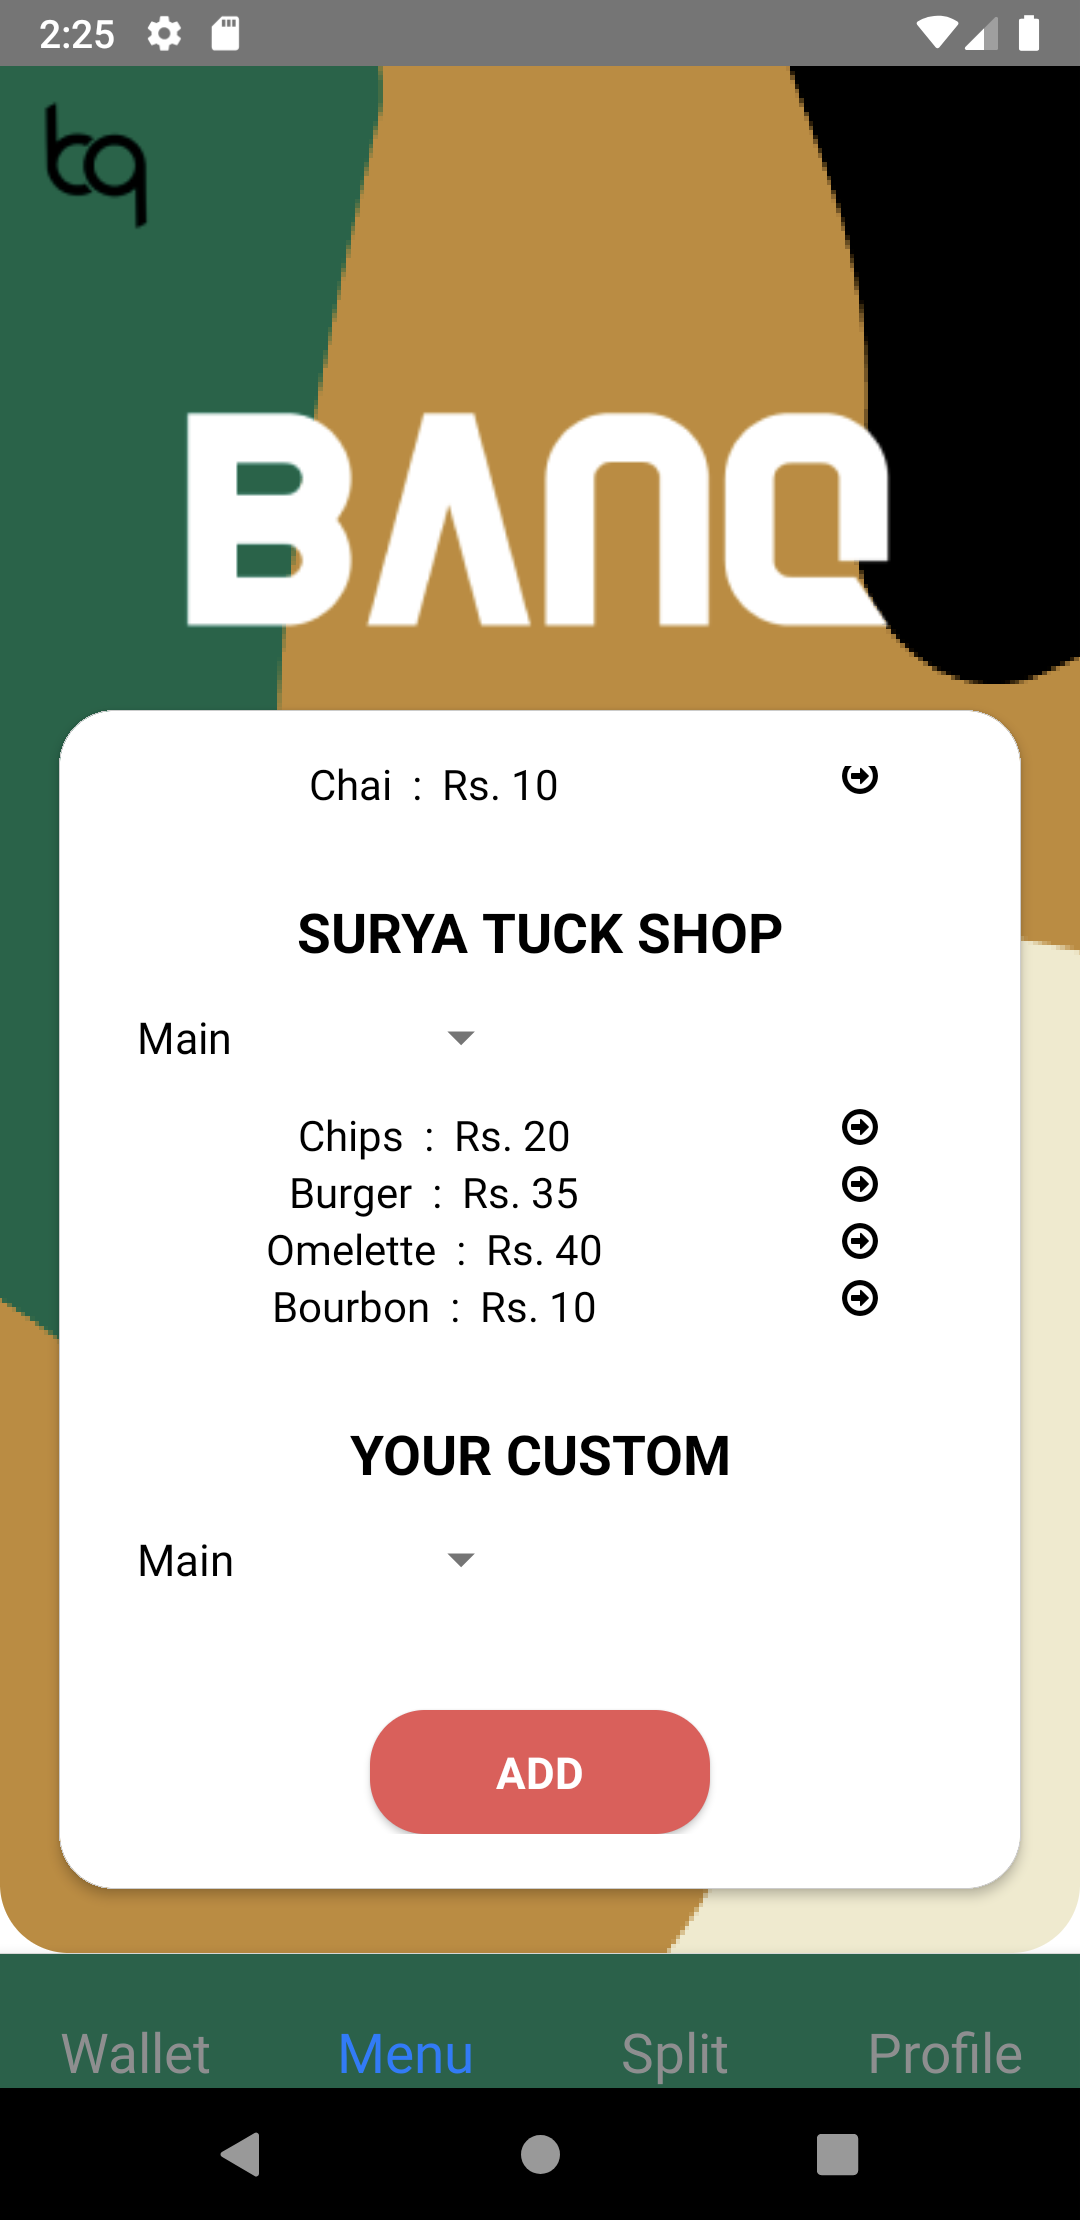 2:25
tq
BANQ
Chai : Rs. 10
SURYA TUCK SHOP
Main
Chips : Rs. 20
Burger : Rs. 35
Omelette : Rs. 40
Bourbon : Rs. 10
YOUR CUSTOM
Main
ADD
Wallet Menu Split Profile